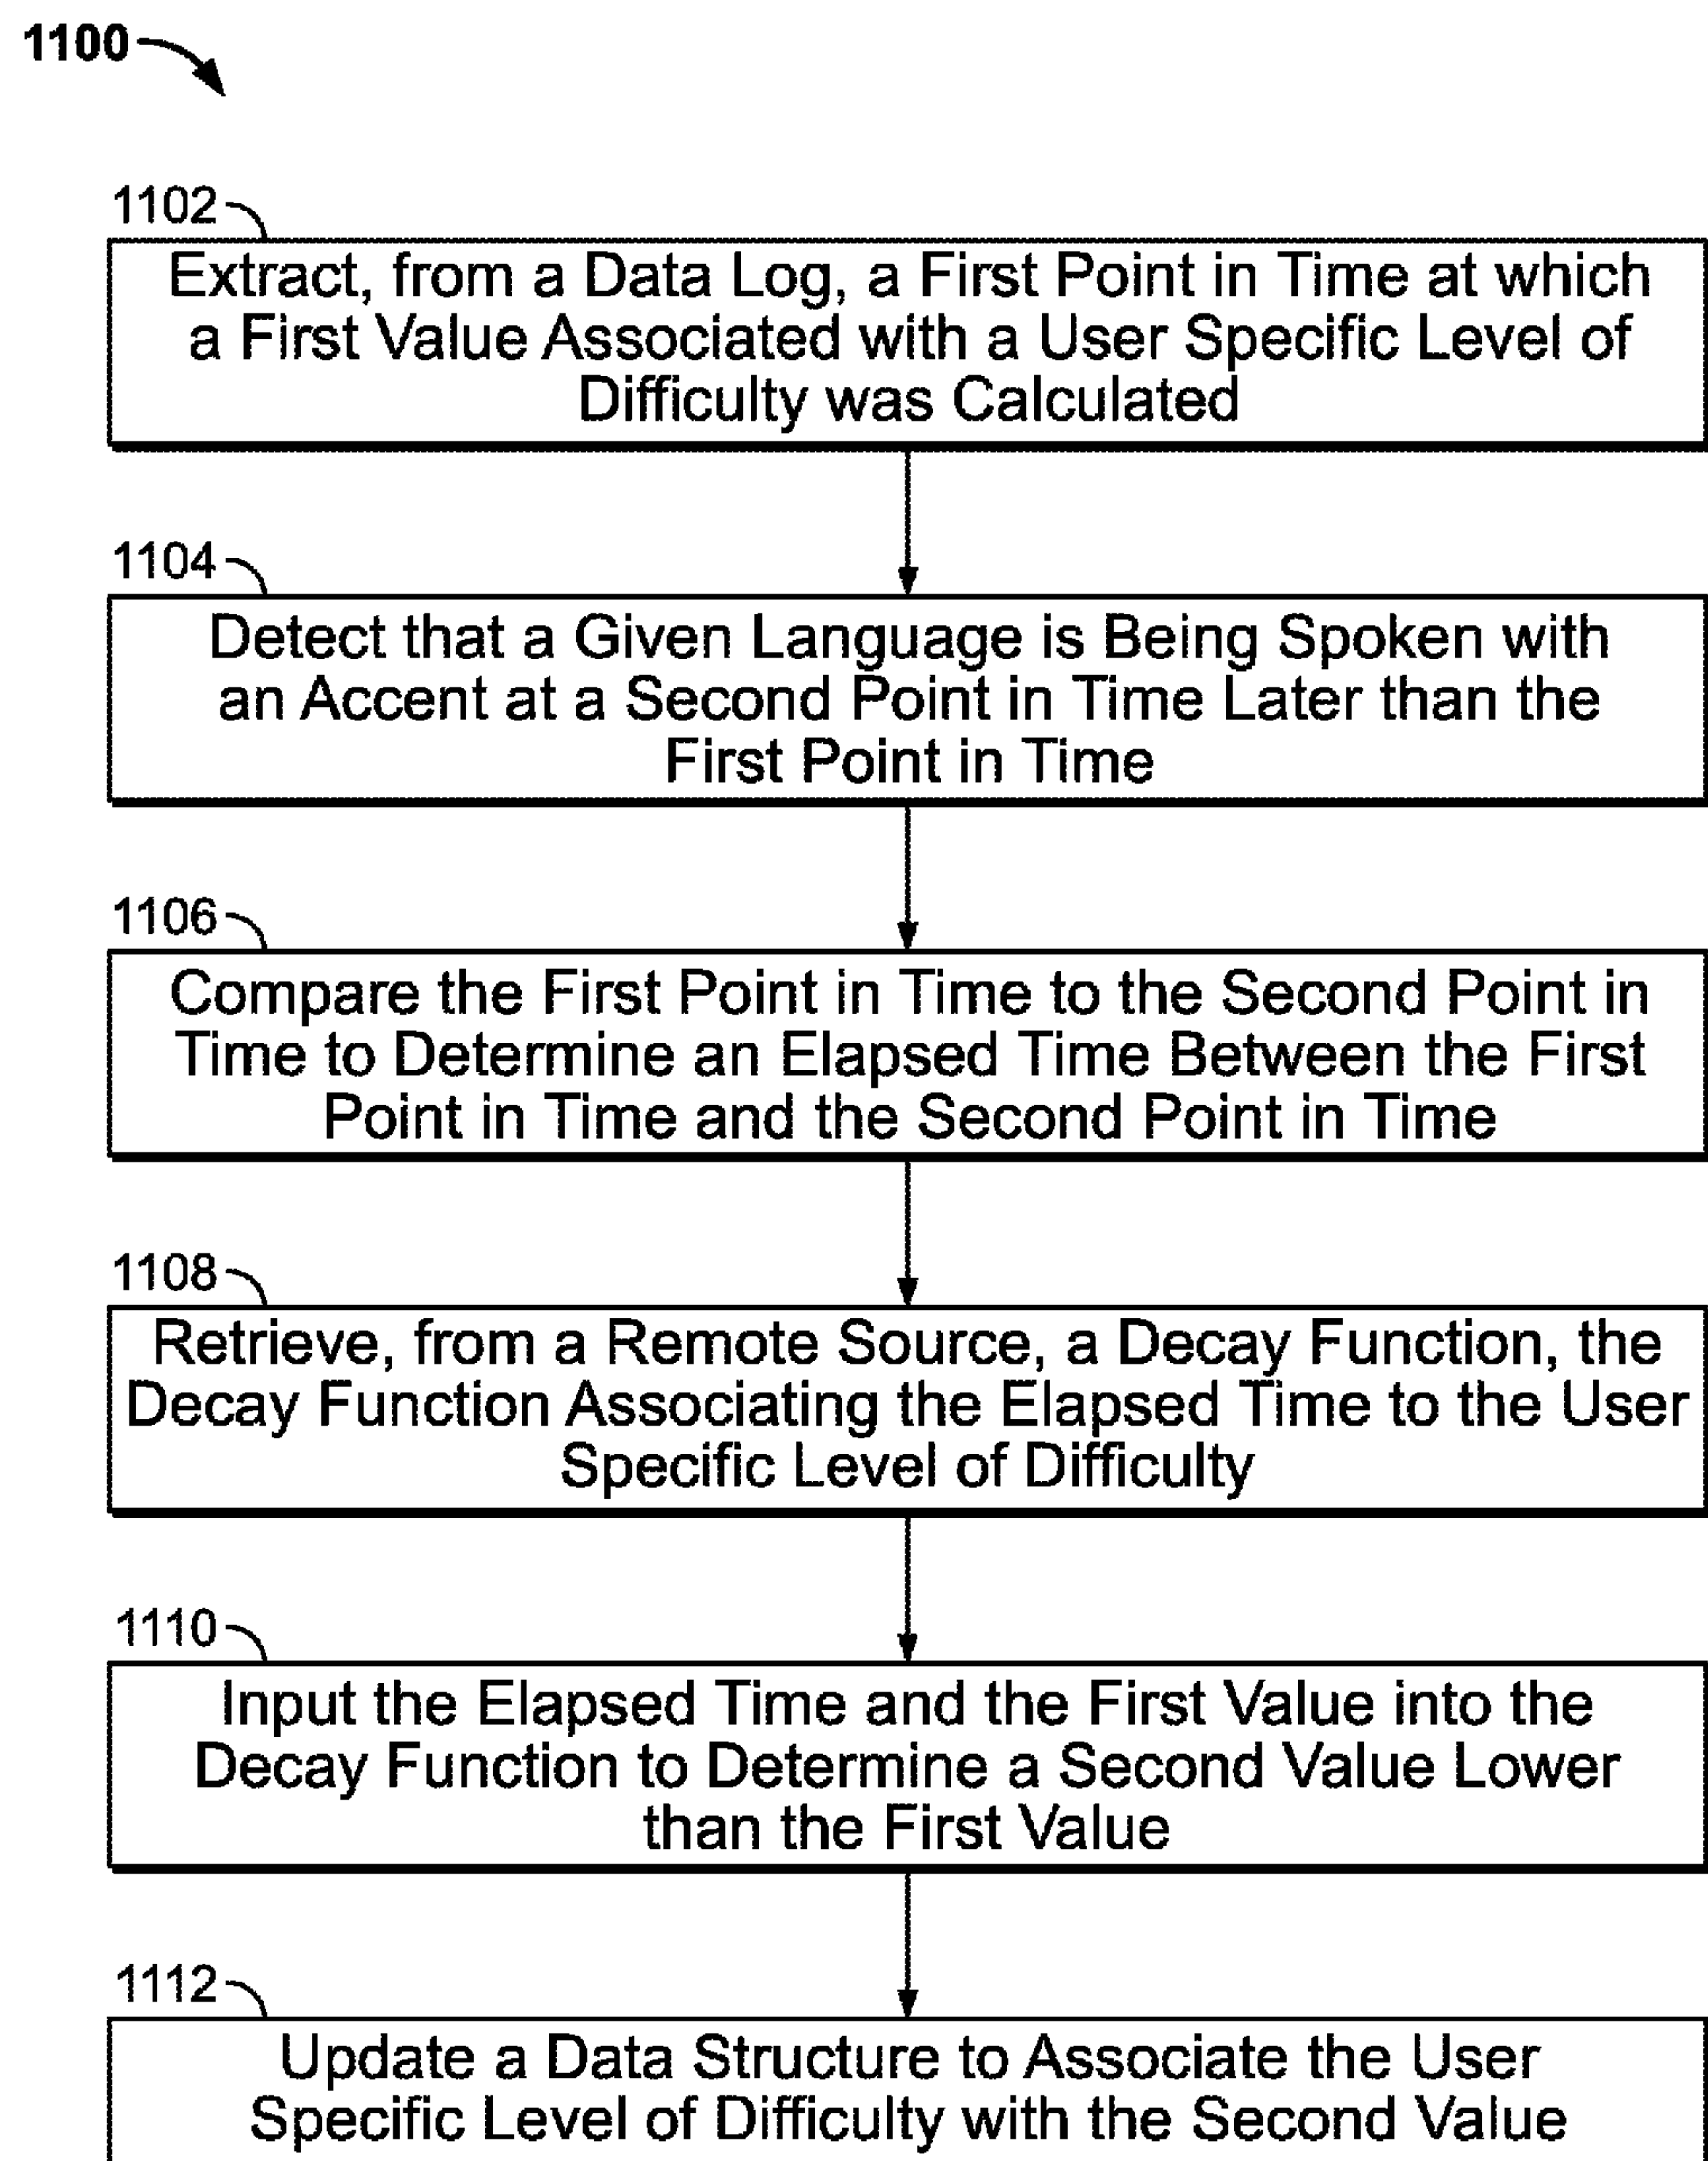 1100
1102
Extract, from a Data Log, a First Point in Time at which
a First Value Associated with a User Specific Level of
Difficulty was Calculated
1104
Detect that a Given Language is Being Spoken with
an Accent at a Second Point in Time Later than the
First Point in Time
1106
Compare the First Point in Time to the Second Point in
Time to Determine an Elapsed Time Between the First
Point in Time and the Second Point in Time
1108
Retrieve, from a Remote Source, a Decay Function, the
Decay Function Associating the Elapsed Time to the User
Specific Level of Difficulty
1110
Input the Elapsed Time and the First Value into the
Decay Function to Determine a Second Value Lower
than the First Value
1112
Update a Data Structure to Associate the User
Specific Level of Difficulty with the Second Value